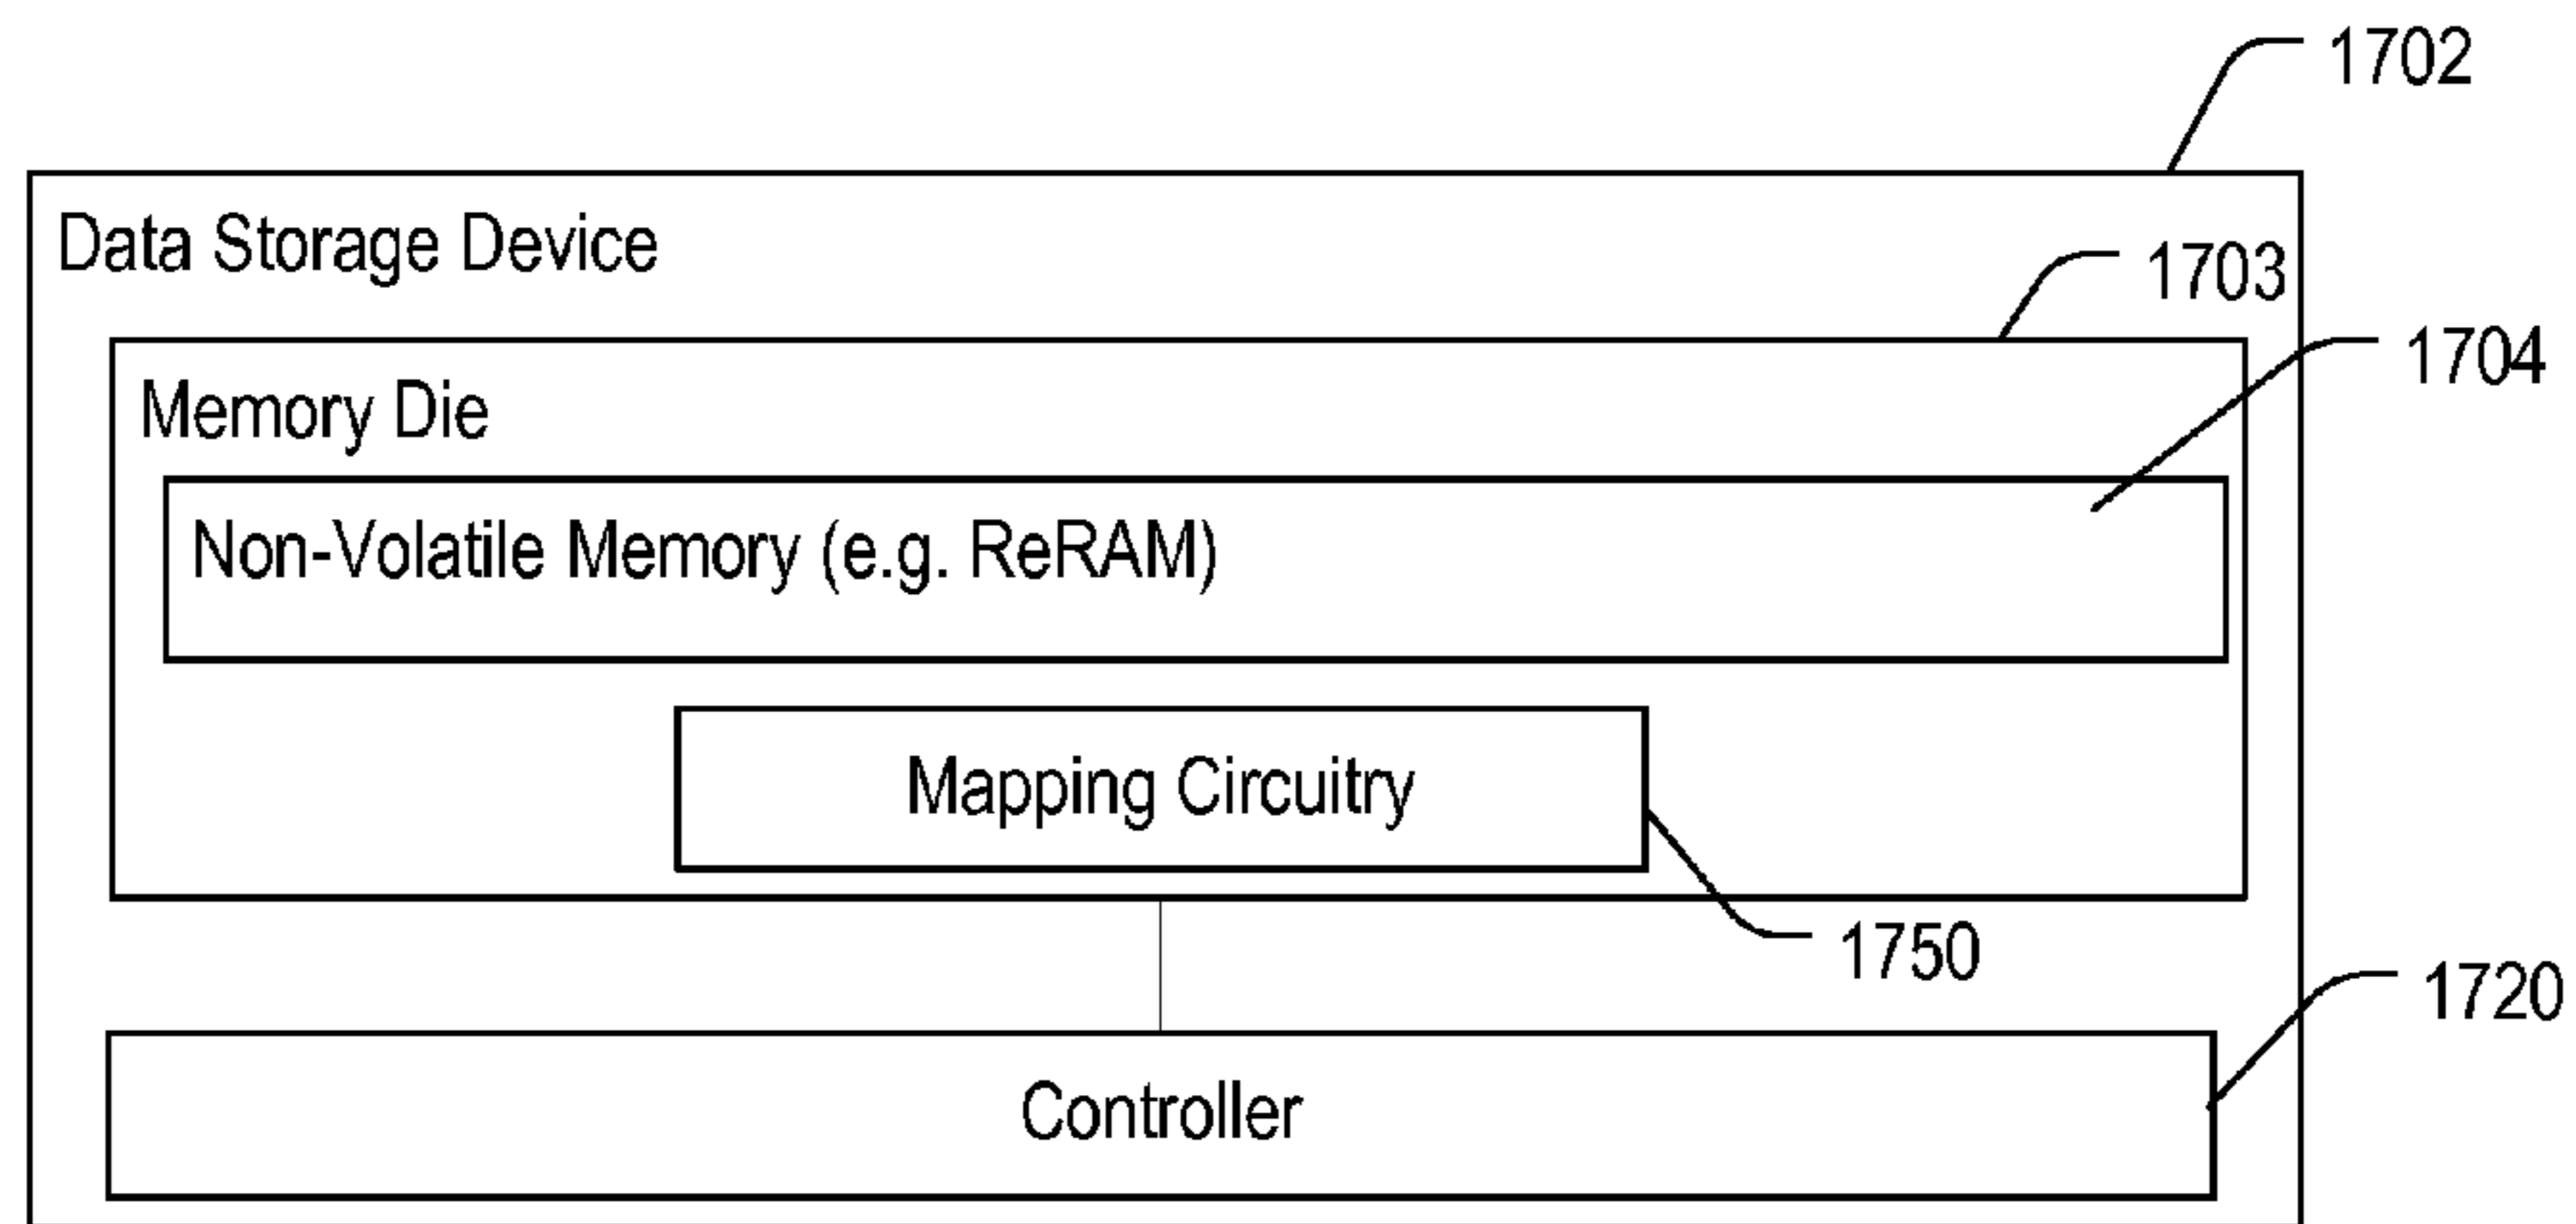 1702
Data Storage Device
1703
1704
Memory Die
Non-Volatile Memory (e.g. ReRAM)
Mapping Circuitry
1750
1720
Controller